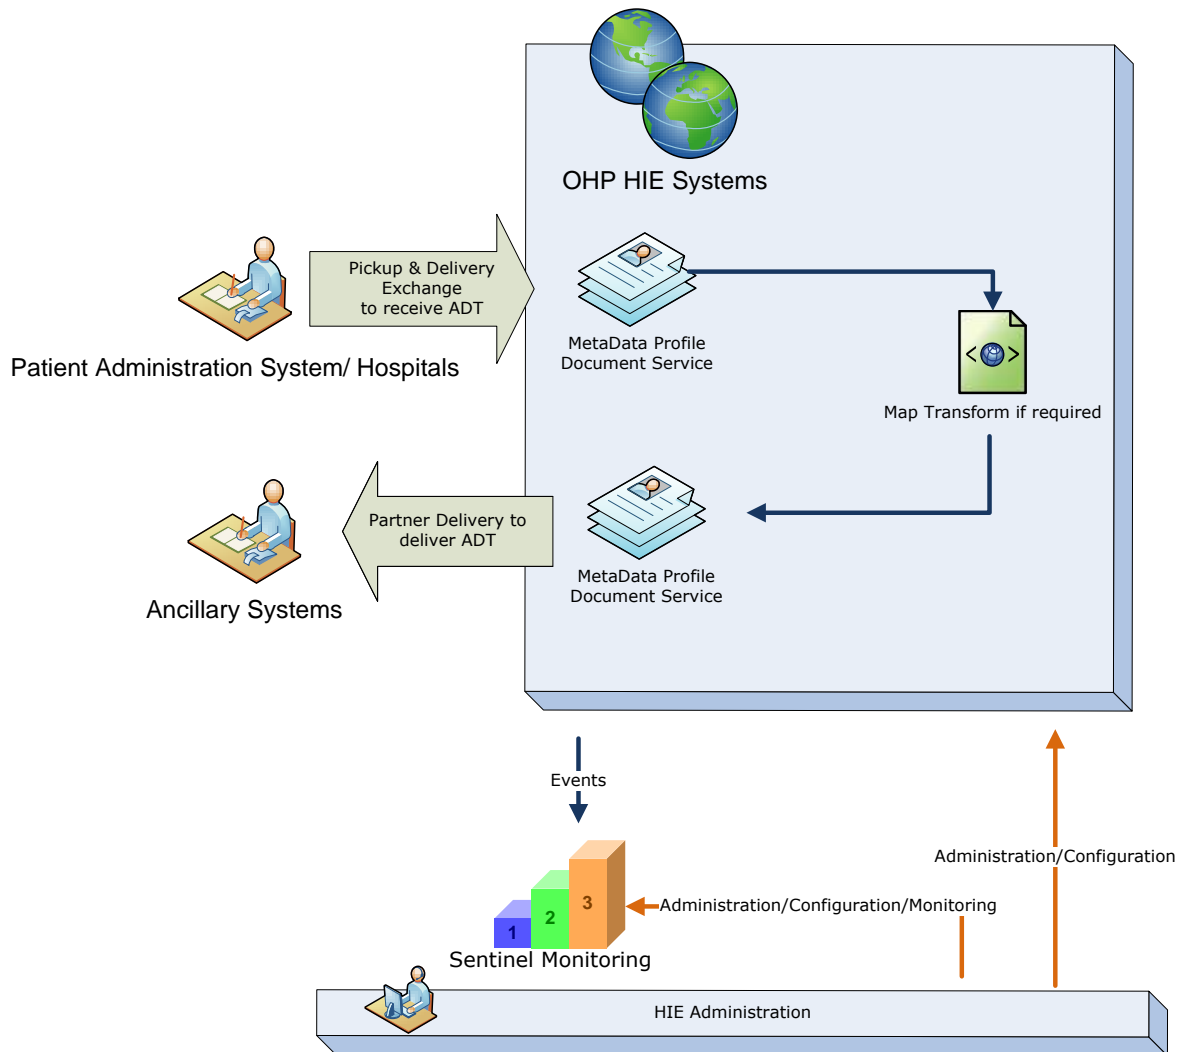 OHP HIE Systems
Pickup & Delivery
Exchange
to receive ADT
Patient Administration System/ Hospitals
MetaData Profile
Document Service
< >
Map Transform if required
Partner Delivery to
deliver ADT
Ancillary Systems
MetaData Profile
Document Service
Events
Administration/Configuration
Administration/Configuration/Monitoring
1
2
3
Sentinel Monitoring
HIE Administration